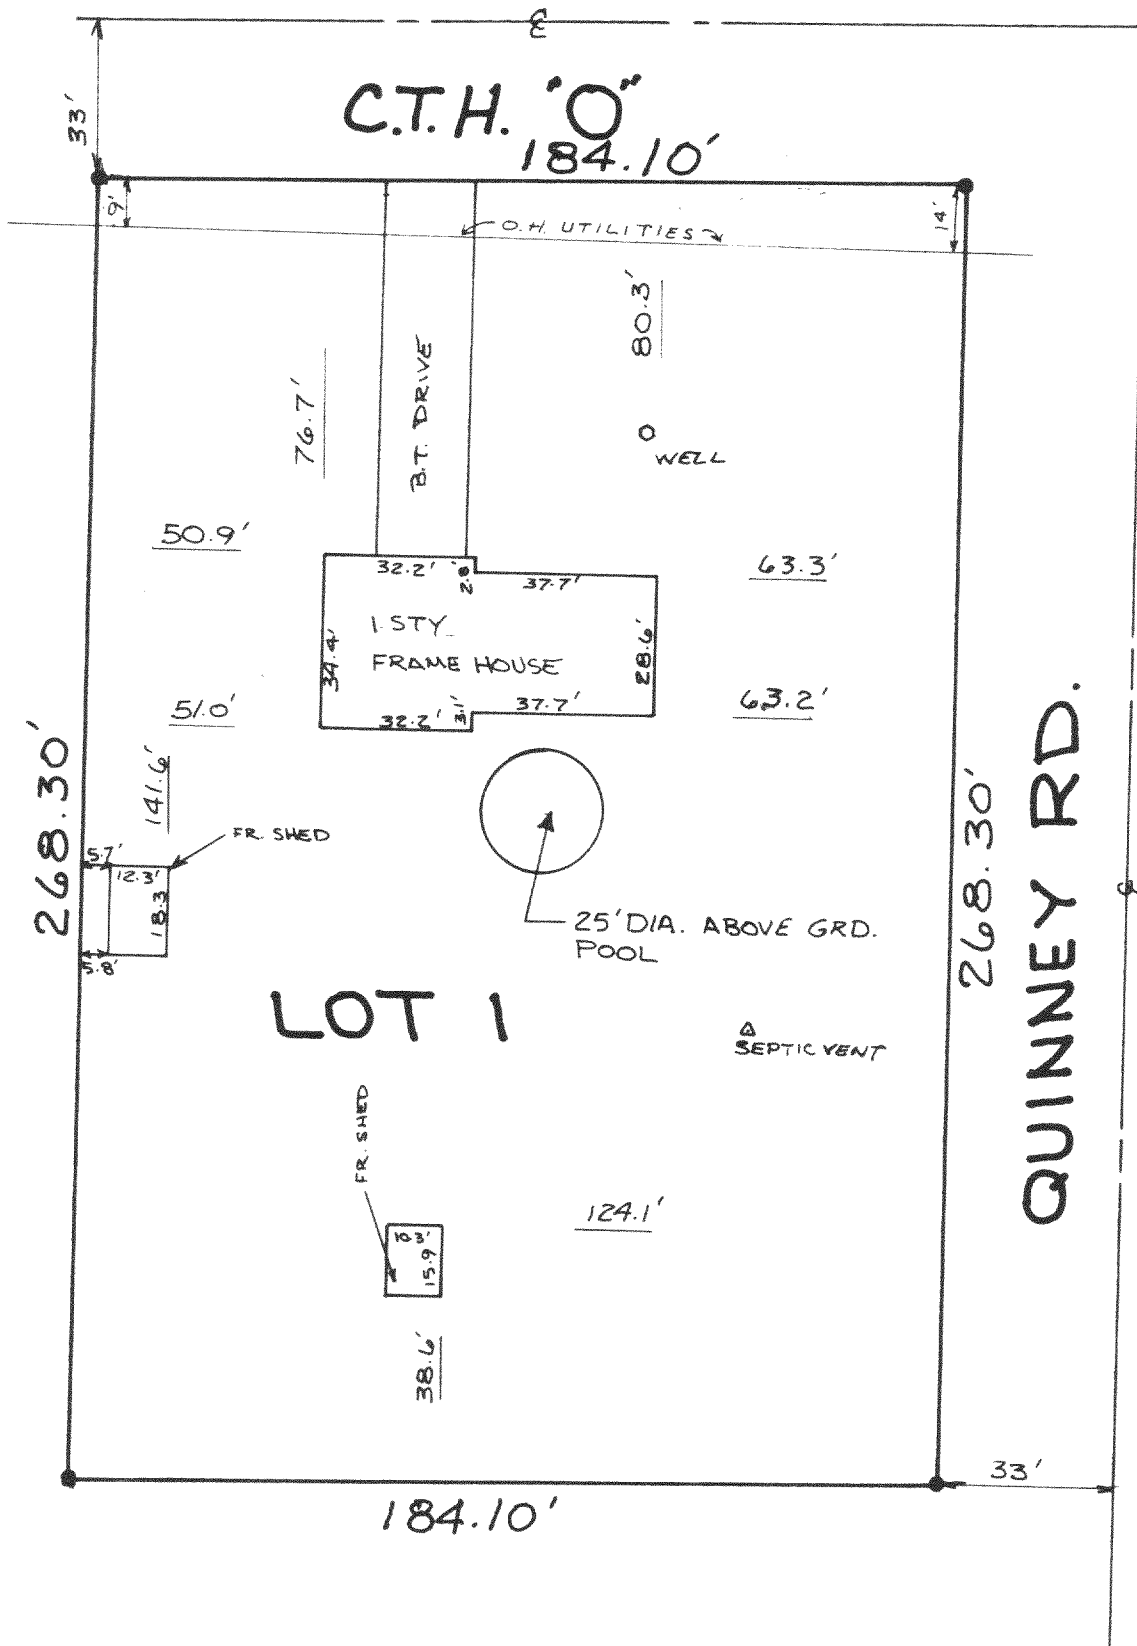 ℄
33'
C.T.H. "O"
184.10'
9'
14'
O.H. UTILITIES
80.3'
76.7'
B.T. DRIVE
WELL
50.9'
63.3'
32.2'
2.8'
37.7'
1 STY.
FRAME HOUSE
34.4'
28.6'
51.0'
63.2'
32.2'
3.1'
37.7'
268.30'
141.6'
FR. SHED
5.7'
12.3'
18.3
5.8'
25' DIA. ABOVE GRD.
POOL
268.30'
QUINNEY RD.
℄
LOT 1
SEPTIC VENT
FR. SHED
10.3'
15.9
124.1'
38.6'
33'
184.10'